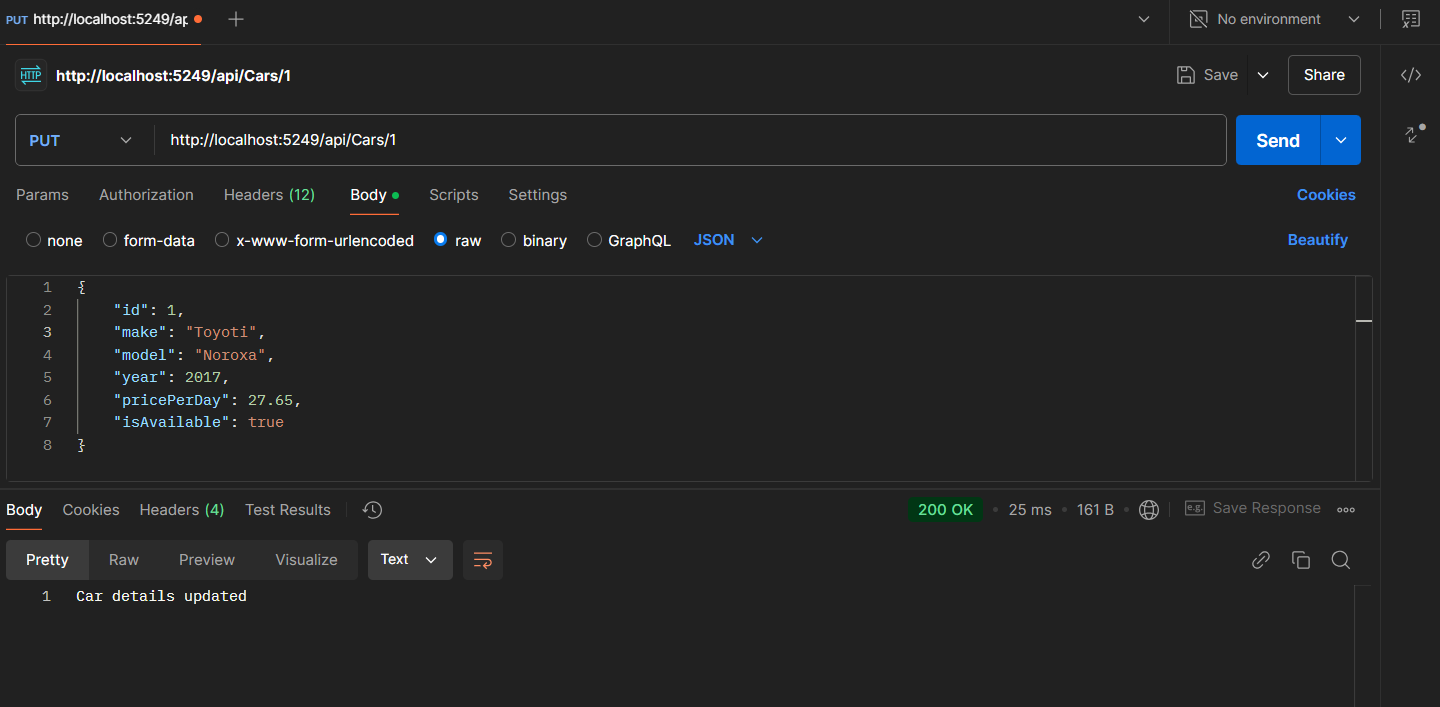 PUT http://localhost:5249/ap
No environment
HTTP http://localhost:5249/api/Cars/1
Save
Share
PUT http://localhost:5249/api/Cars/1
Send
Params Authorization Headers (12) Body Scripts Settings
Cookies
none form-data x-www-form-urlencoded raw binary GraphQL JSON
Beautify
1 {
2 "id": 1,
3 "make": "Toyoti",
4 "model": "Noroxa",
5 "year": 2017,
6 "pricePerDay": 27.65,
7 "isAvailable": true
8 }
Body Cookies Headers (4) Test Results
200 OK • 25 ms • 161 B •
e.g. Save Response
Pretty Raw Preview Visualize Text
1 Car details updated